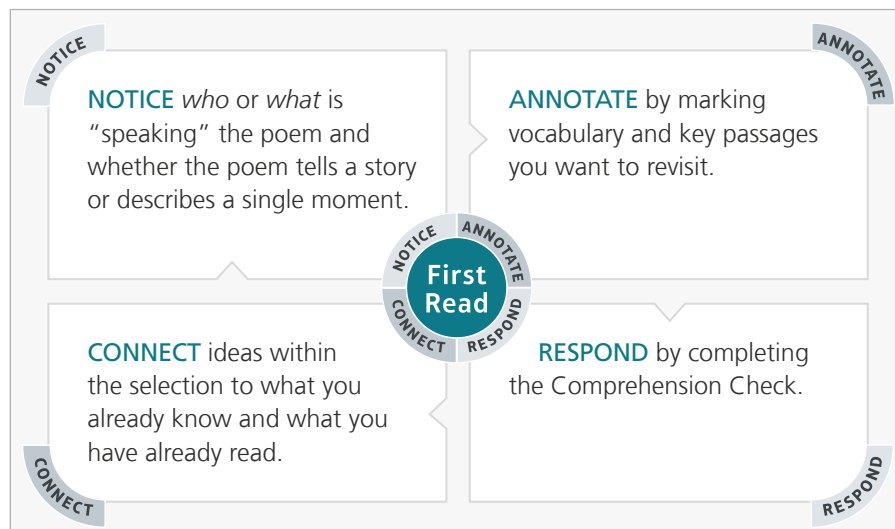 NOTICE
NOTICE who or what is
“speaking” the poem and
whether the poem tells a story
or describes a single moment.
ANNOTATE
ANNOTATE by marking
vocabulary and key passages
you want to revisit.
NOTICE
ANNOTATE
First
Read
CONNECT
RESPOND
CONNECT ideas within
the selection to what you
already know and what you
have already read.
CONNECT
RESPOND by completing
the Comprehension Check.
RESPOND